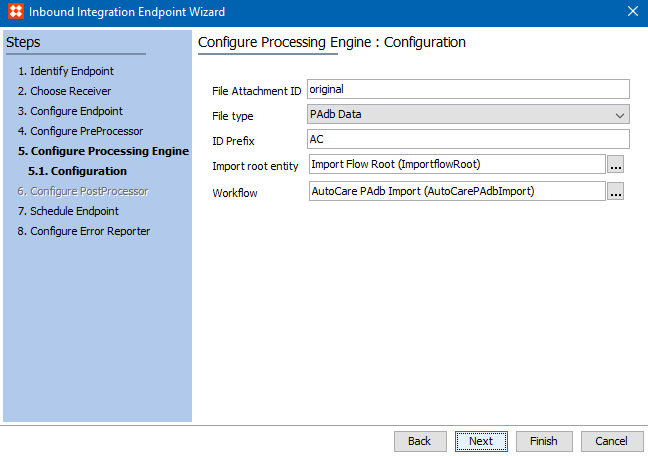 Inbound Integration Endpoint Wizard
Steps
1. Identify Endpoint
2. Choose Receiver
3. Configure Endpoint
4. Configure PreProcessor
5. Configure Processing Engine
5.1. Configuration
6. Configure PostProcessor
7. Schedule Endpoint
8. Configure Error Reporter
Configure Processing Engine : Configuration
File Attachment ID original
File type PAdb Data
ID Prefix AC
Import root entity Import Flow Root (ImportflowRoot) ...
Workflow AutoCare PAdb Import (AutoCarePAdbImport) ...
Back Next Finish Cancel